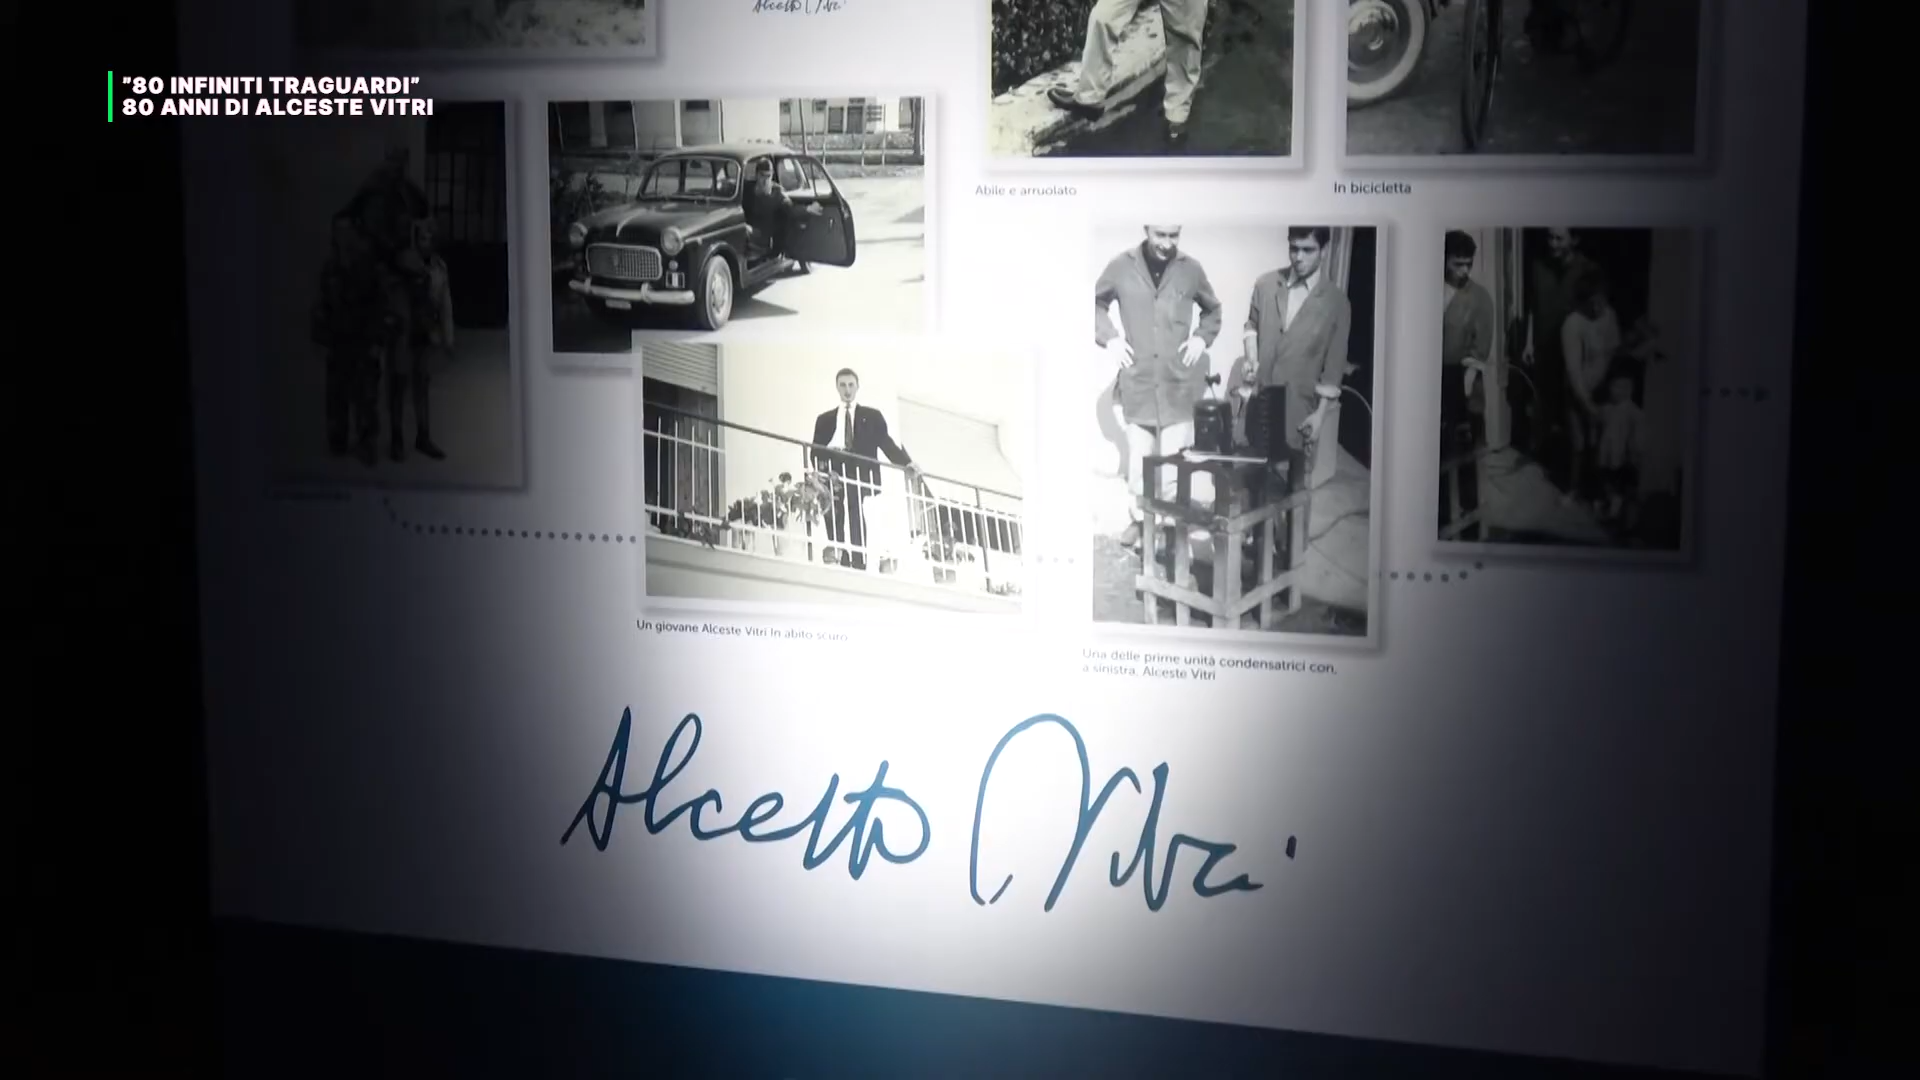 "80 INFINITI TRAGUARDI"
80 ANNI DI ALCESTE VITRI
Abile e arruolato
In bicicletta
Un giovane Alceste Vitri In abito scuro
Una delle prime unità condensatrici con,
a sinistra, Alceste Vitri
Alceste Vitri